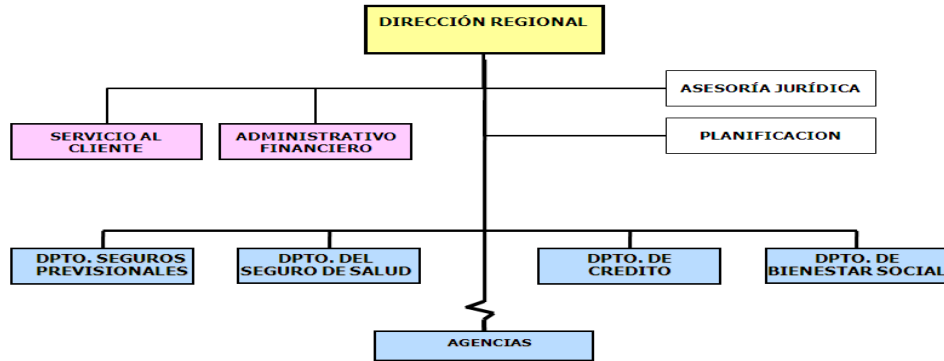 DIRECCIÓN REGIONAL
ASESORÍA JURÍDICA
SERVICIO AL
CLIENTE
ADMINISTRATIVO
FINANCIERO
PLANIFICACION
DPTO. SEGUROS
PREVISIONALES
DPTO. DEL
SEGURO DE SALUD
DPTO. DE
CREDITO
DPTO. DE
BIENESTAR SOCIAL
AGENCIAS